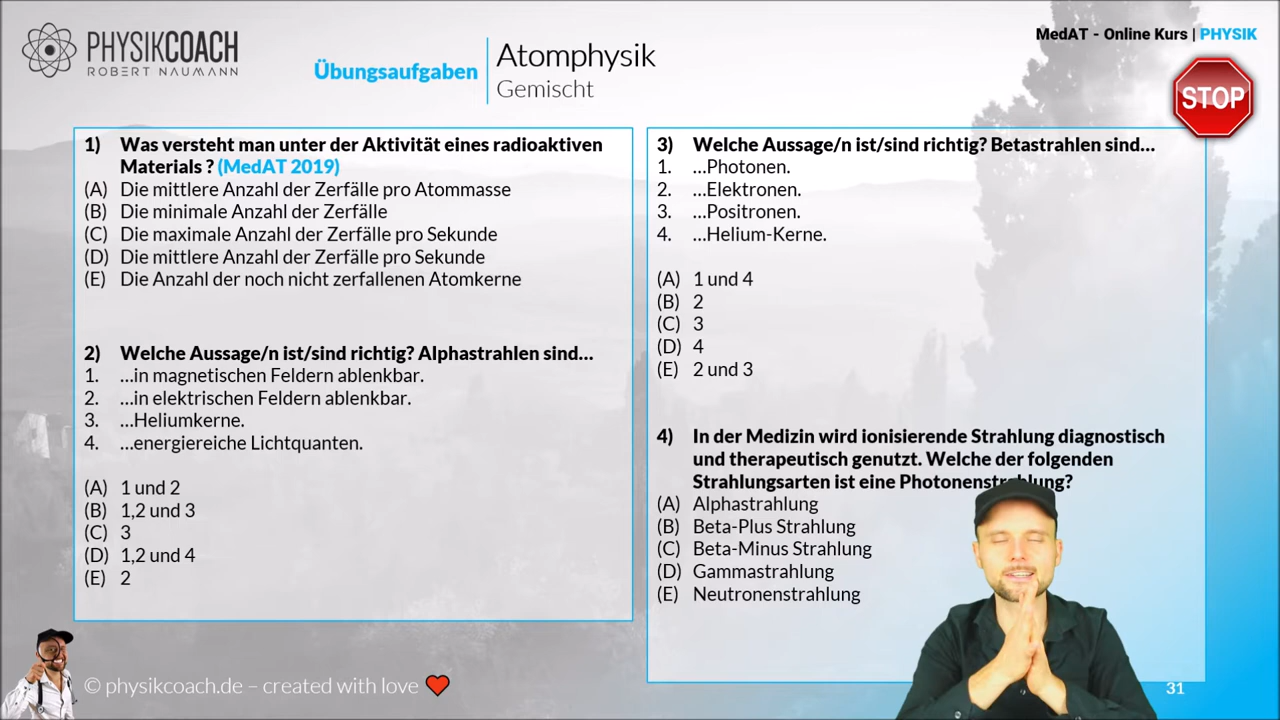 PHYSIKCOACH
ROBERT NAUMANN
Übungsaufgaben
Atomphysik
Gemischt
MedAT - Online Kurs | PHYSIK
STOP
1) Was versteht man unter der Aktivität eines radioaktiven
Materials ? (MedAT 2019)
(A) Die mittlere Anzahl der Zerfälle pro Atommasse
(B) Die minimale Anzahl der Zerfälle
(C) Die maximale Anzahl der Zerfälle pro Sekunde
(D) Die mittlere Anzahl der Zerfälle pro Sekunde
(E) Die Anzahl der noch nicht zerfallenen Atomkerne
2) Welche Aussage/n ist/sind richtig? Alphastrahlen sind...
1. ...in magnetischen Feldern ablenkbar.
2. ...in elektrischen Feldern ablenkbar.
3. ...Heliumkerne.
4. ...energiereiche Lichtquanten.
(A) 1 und 2
(B) 1,2 und 3
(C) 3
(D) 1,2 und 4
(E) 2
3) Welche Aussage/n ist/sind richtig? Betastrahlen sind...
1. ...Photonen.
2. ...Elektronen.
3. ...Positronen.
4. ...Helium-Kerne.
(A) 1 und 4
(B) 2
(C) 3
(D) 4
(E) 2 und 3
4) In der Medizin wird ionisierende Strahlung diagnostisch
und therapeutisch genutzt. Welche der folgenden
Strahlungsarten ist eine Photonenstrahlung?
(A) Alphastrahlung
(B) Beta-Plus Strahlung
(C) Beta-Minus Strahlung
(D) Gammastrahlung
(E) Neutronenstrahlung
© physikcoach.de – created with love
31